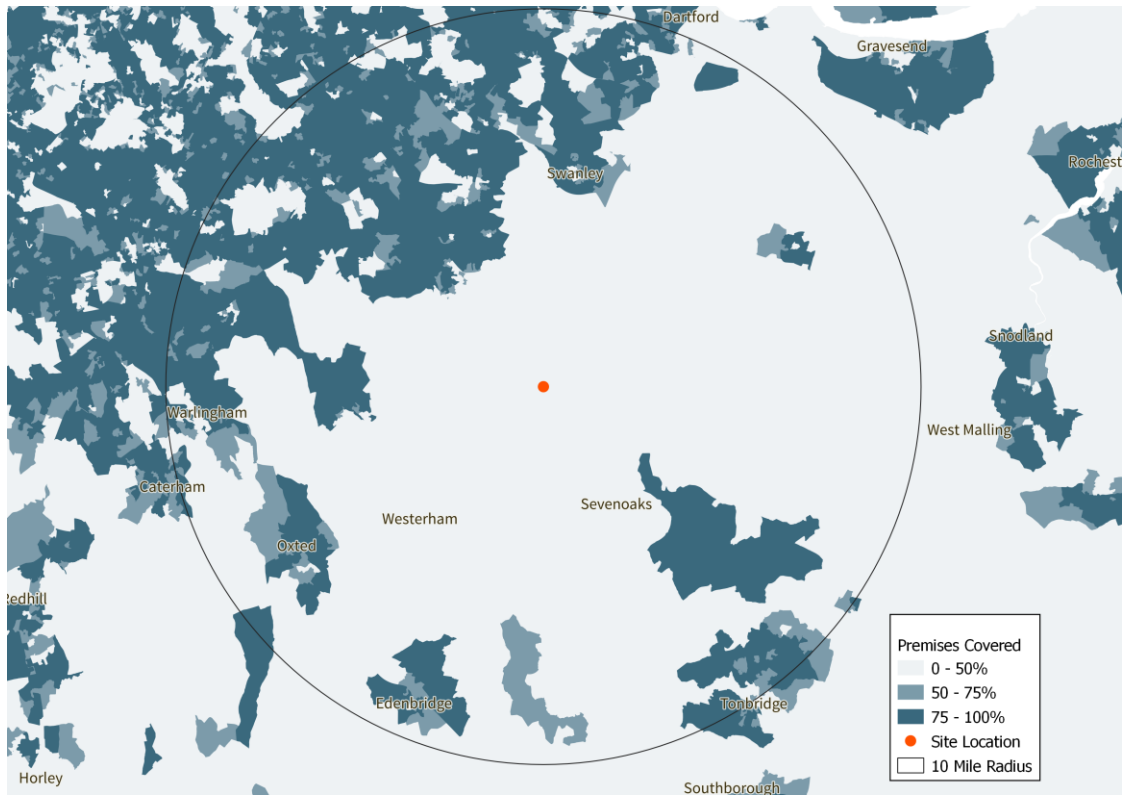 Dartford
Gravesend
Rochest
Swanley
Snodland
Warlingham
West Malling
Caterham
Sevenoaks
Westerham
Oxted
Redhill
Edenbridge
Tonbridge
Horley
Southborough
Premises Covered
0 - 50%
50 - 75%
75 - 100%
Site Location
10 Mile Radius